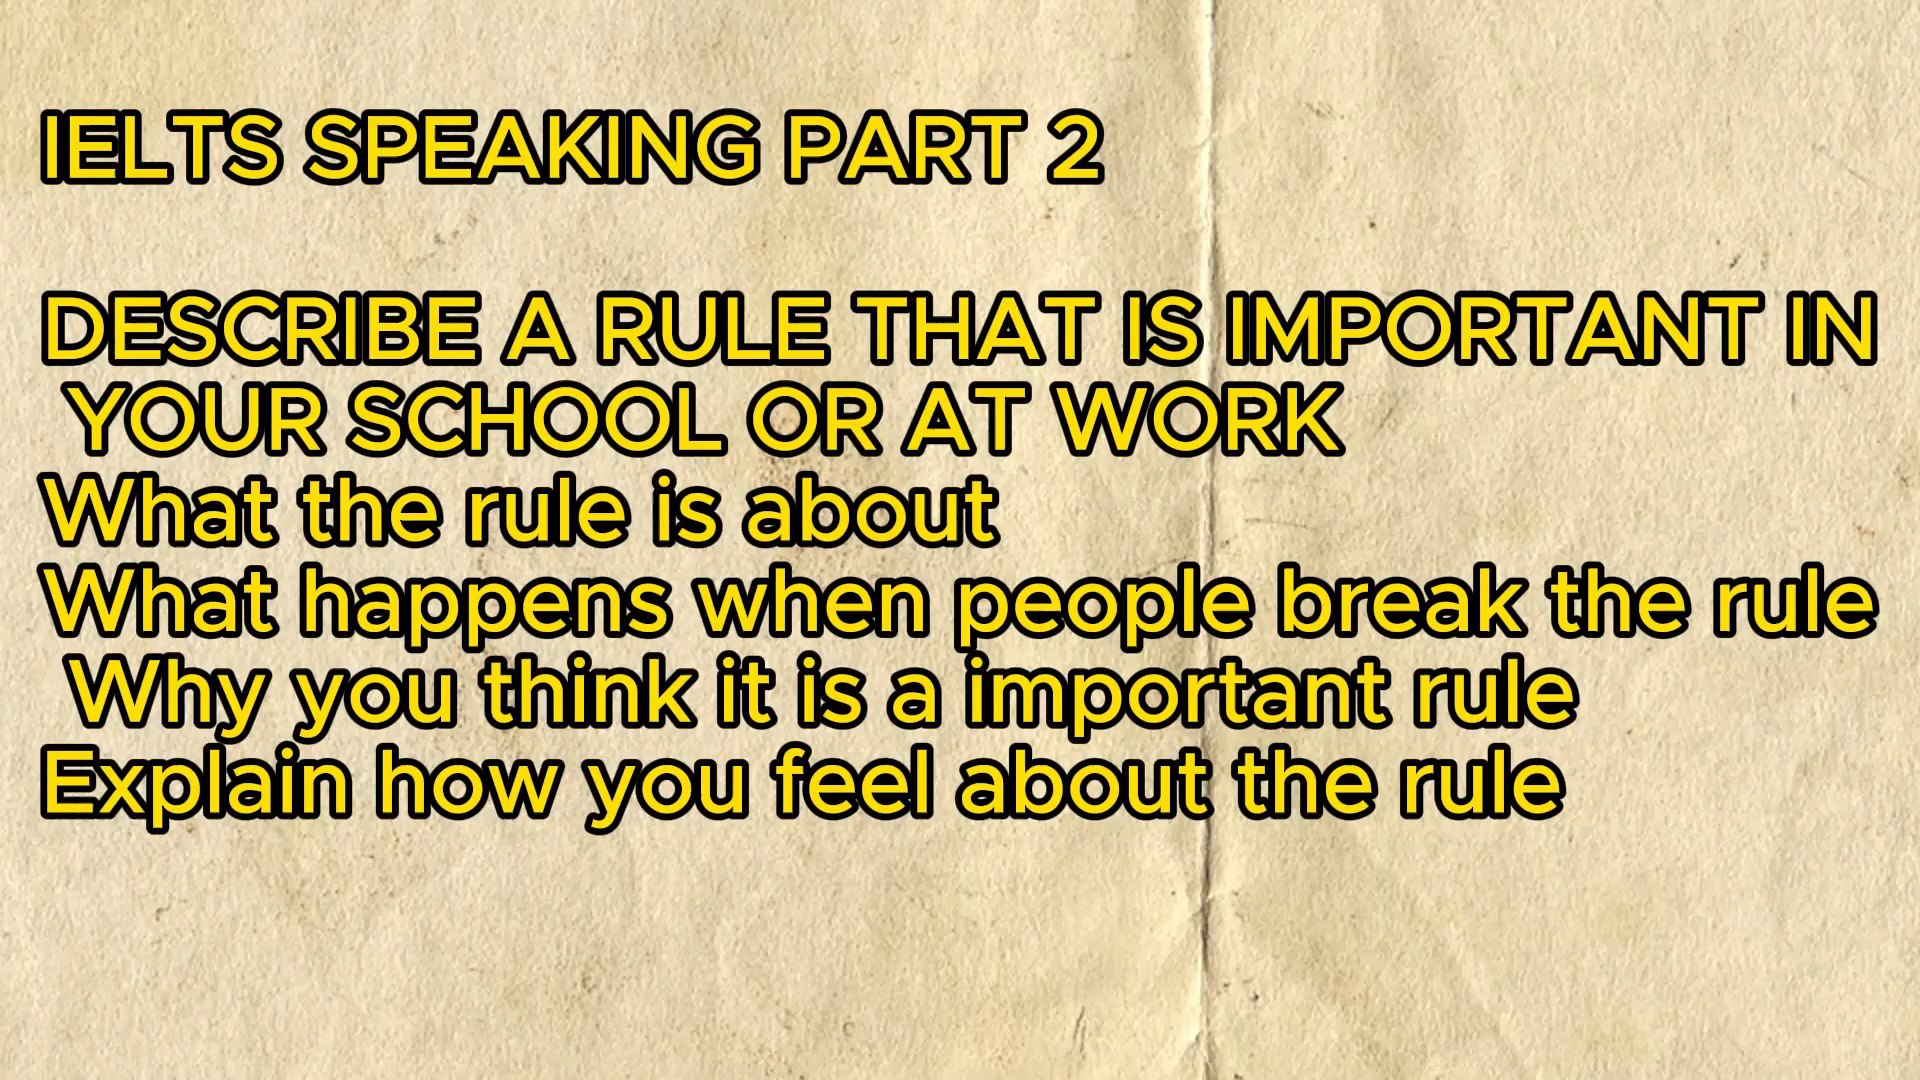 IELTS SPEAKING PART 2
DESCRIBE A RULE THAT IS IMPORTANT IN
YOUR SCHOOL OR AT WORK
What the rule is about
What happens when people break the rule
Why you think it is a important rule
Explain how you feel about the rule